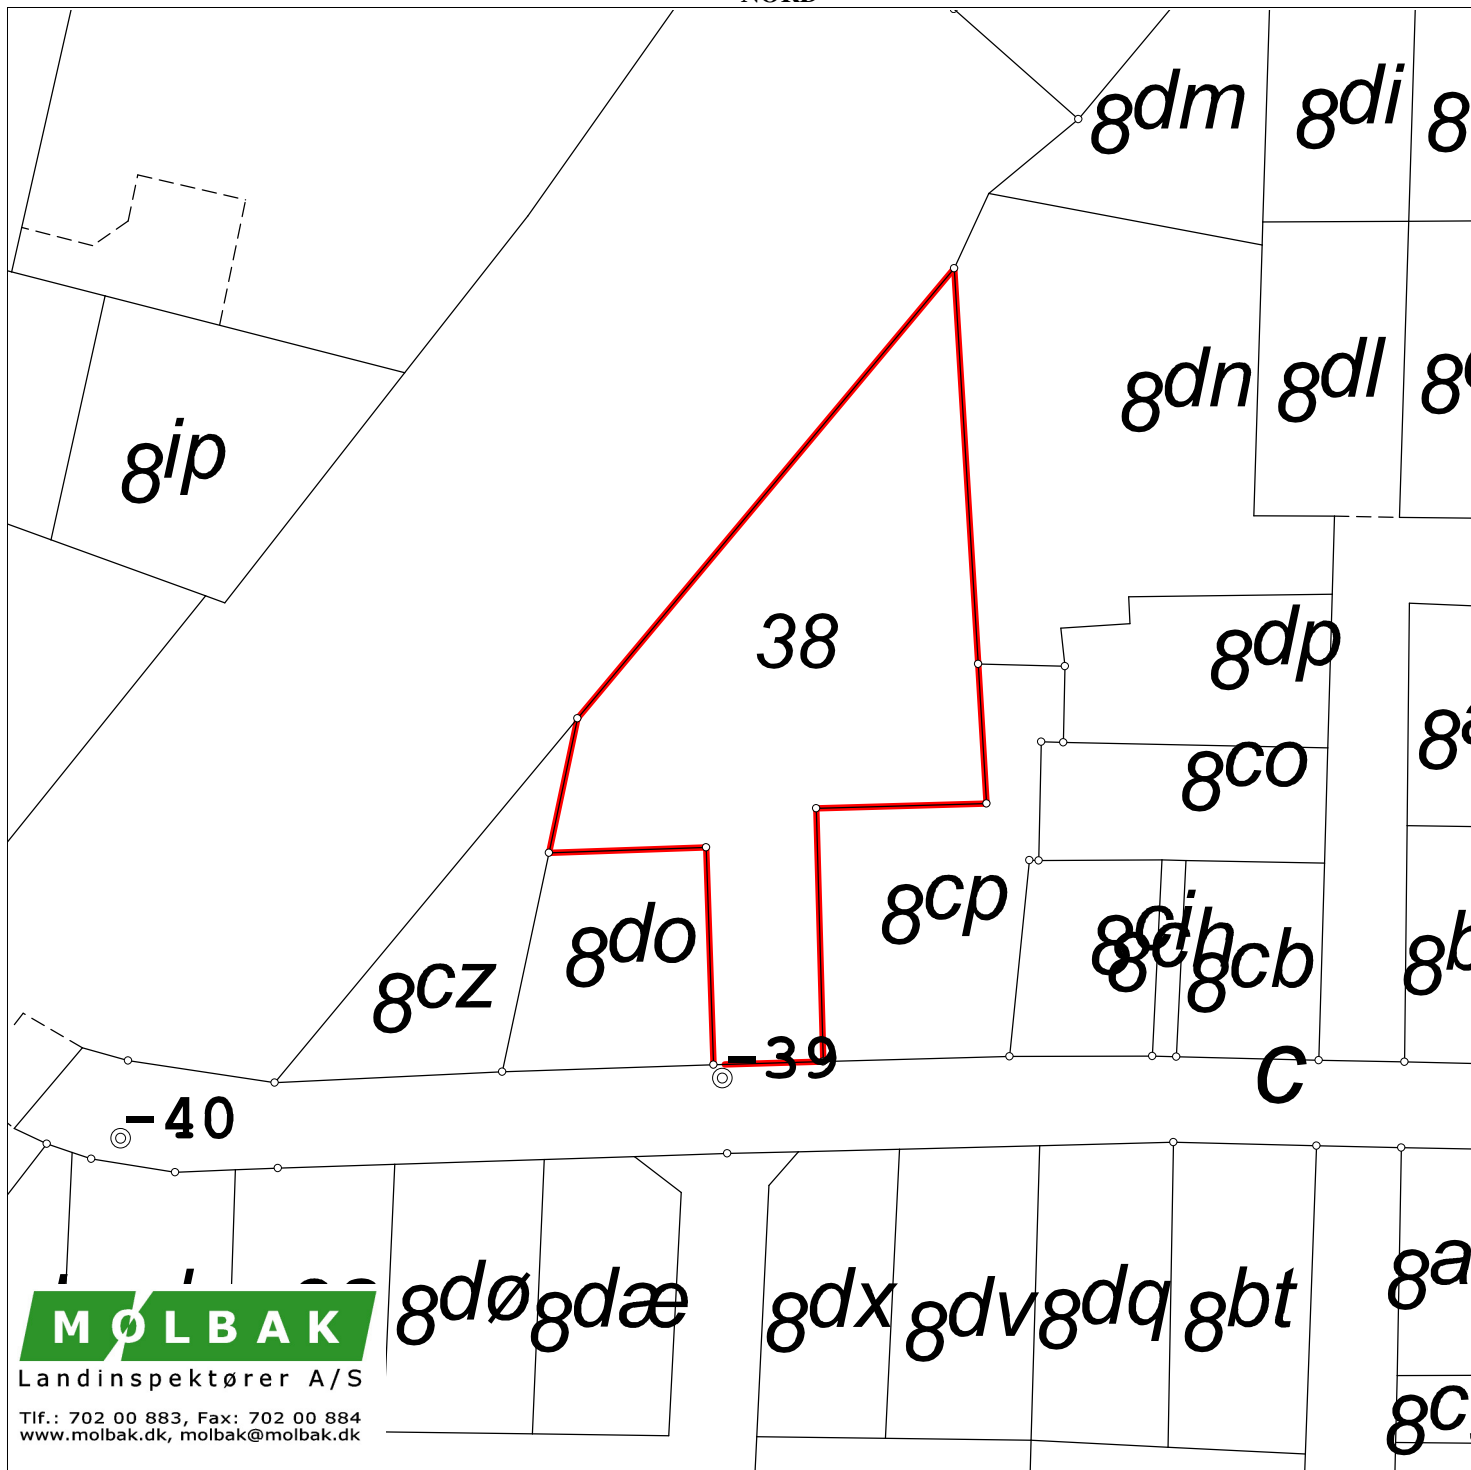 NORD
8dm
8di
8dn
8dl
8ip
38
8dp
8co
8cp
8do
8cz
8cb
-39
c
-40
8dø
8dæ
8dx
8dv
8dq
8bt
MØLBAK
Landinspektører A/S
Tlf.: 702 00 883, Fax: 702 00 884
www.molbak.dk, molbak@molbak.dk